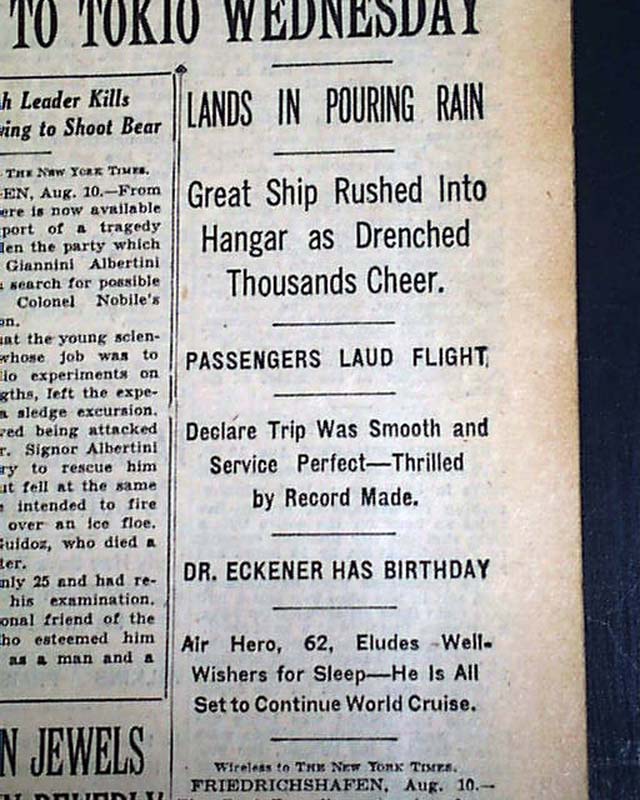 TO TOKIO WEDNESDAY
h Leader Kills
ing to Shoot Bear
THE NEW YORK TIMES.
EN, Aug. 10.—From
ere is now available
port of a tragedy
len the party which
Giannini Albertini
search for possible
Colonel Nobile's
on.
at the young scien-
whose job was to
io experiments on
gths, left the expe-
a sledge excursion.
ed being attacked
r. Signor Albertini
ry to rescue him
ut fell at the same
intended to fire
over an ice floe.
Guidoz, who died a
ter.
nly 25 and had re-
his examination.
onal friend of the
ho esteemed him
as a man and a
N JEWELS
LANDS IN POURING RAIN
Great Ship Rushed Into
Hangar as Drenched
Thousands Cheer.
PASSENGERS LAUD FLIGHT
Declare Trip Was Smooth and
Service Perfect—Thrilled
by Record Made.
DR. ECKENER HAS BIRTHDAY
Air Hero, 62, Eludes Well-
Wishers for Sleep—He Is All
Set to Continue World Cruise.
Wireless to THE NEW YORK TIMES.
FRIEDRICHSHAFEN, Aug. 10.—